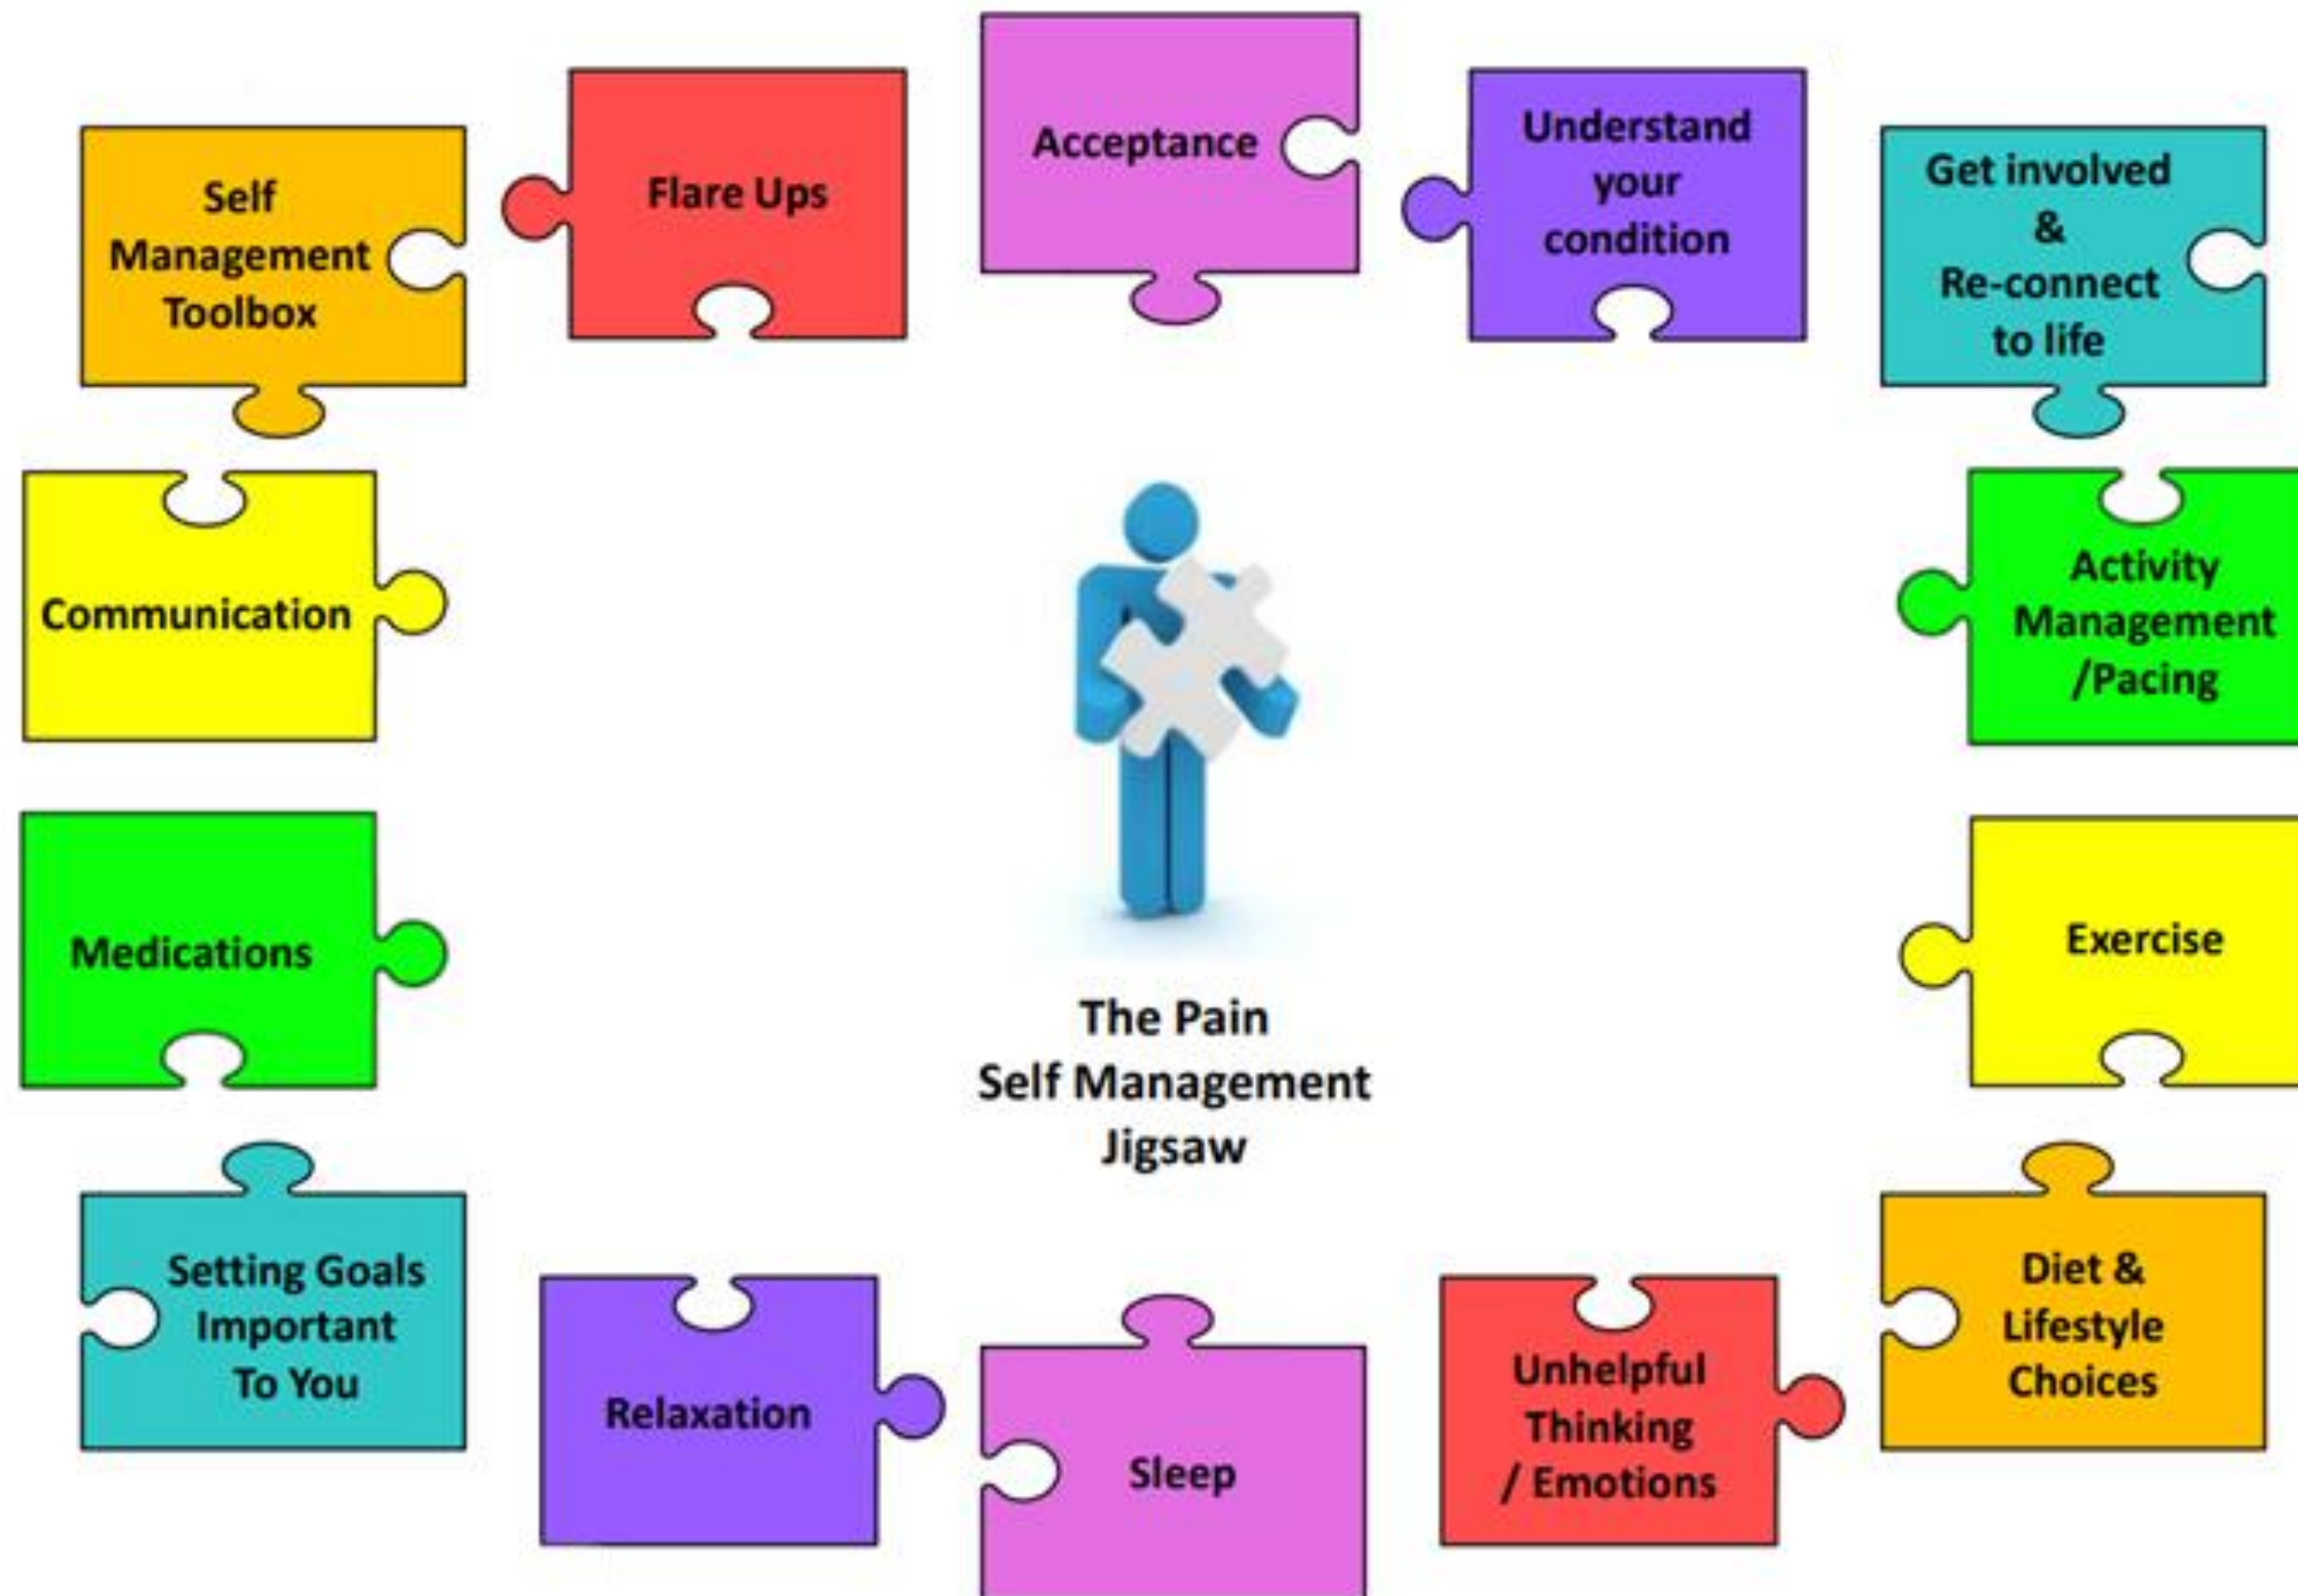 Self
Management
Toolbox
Flare Ups
Acceptance
Understand
your
condition
Get involved
&
Re-connect
to life
Communication
Activity
Management
/Pacing
Medications
Exercise
The Pain
Self Management
Jigsaw
Setting Goals
Important
To You
Relaxation
Sleep
Unhelpful
Thinking
/ Emotions
Diet &
Lifestyle
Choices